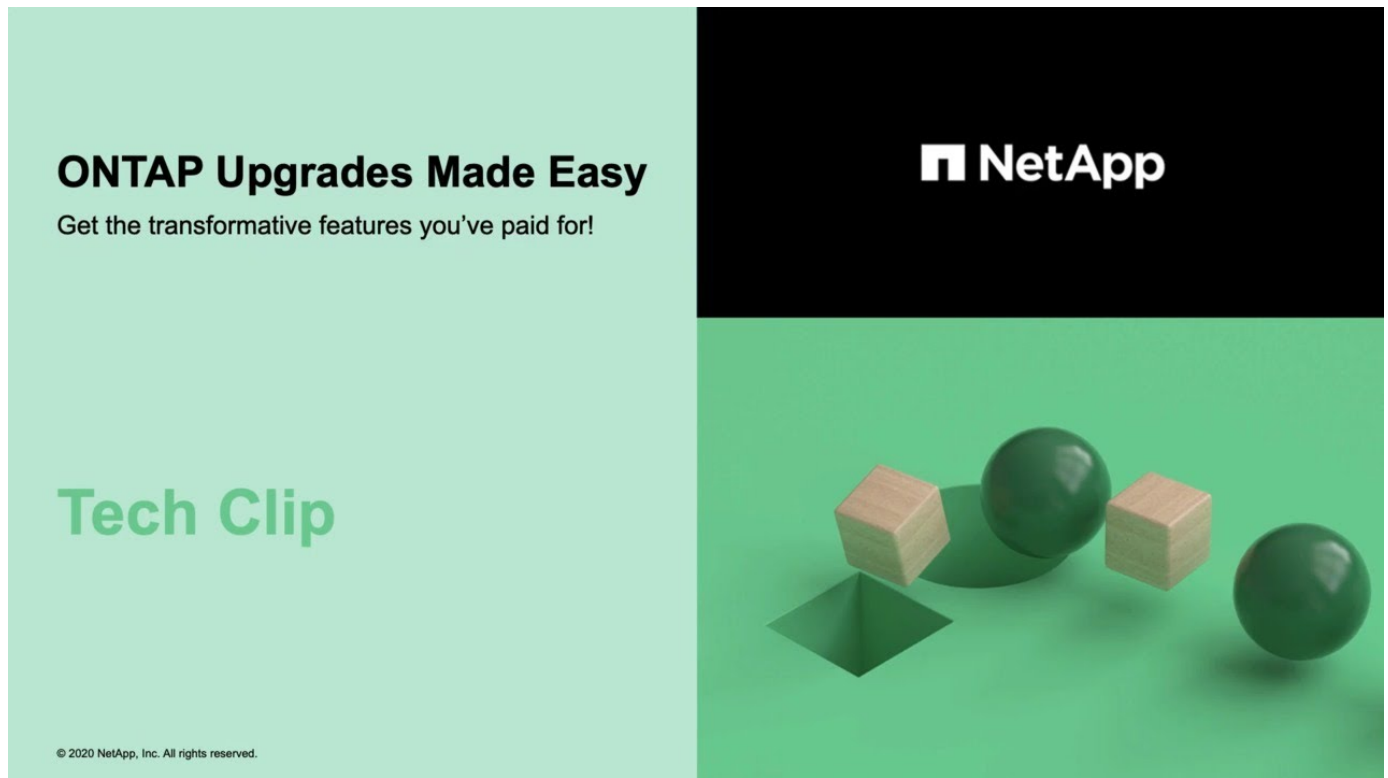 ONTAP Upgrades Made Easy
Get the transformative features you’ve paid for!
NetApp
Tech Clip
© 2020 NetApp, Inc. All rights reserved.